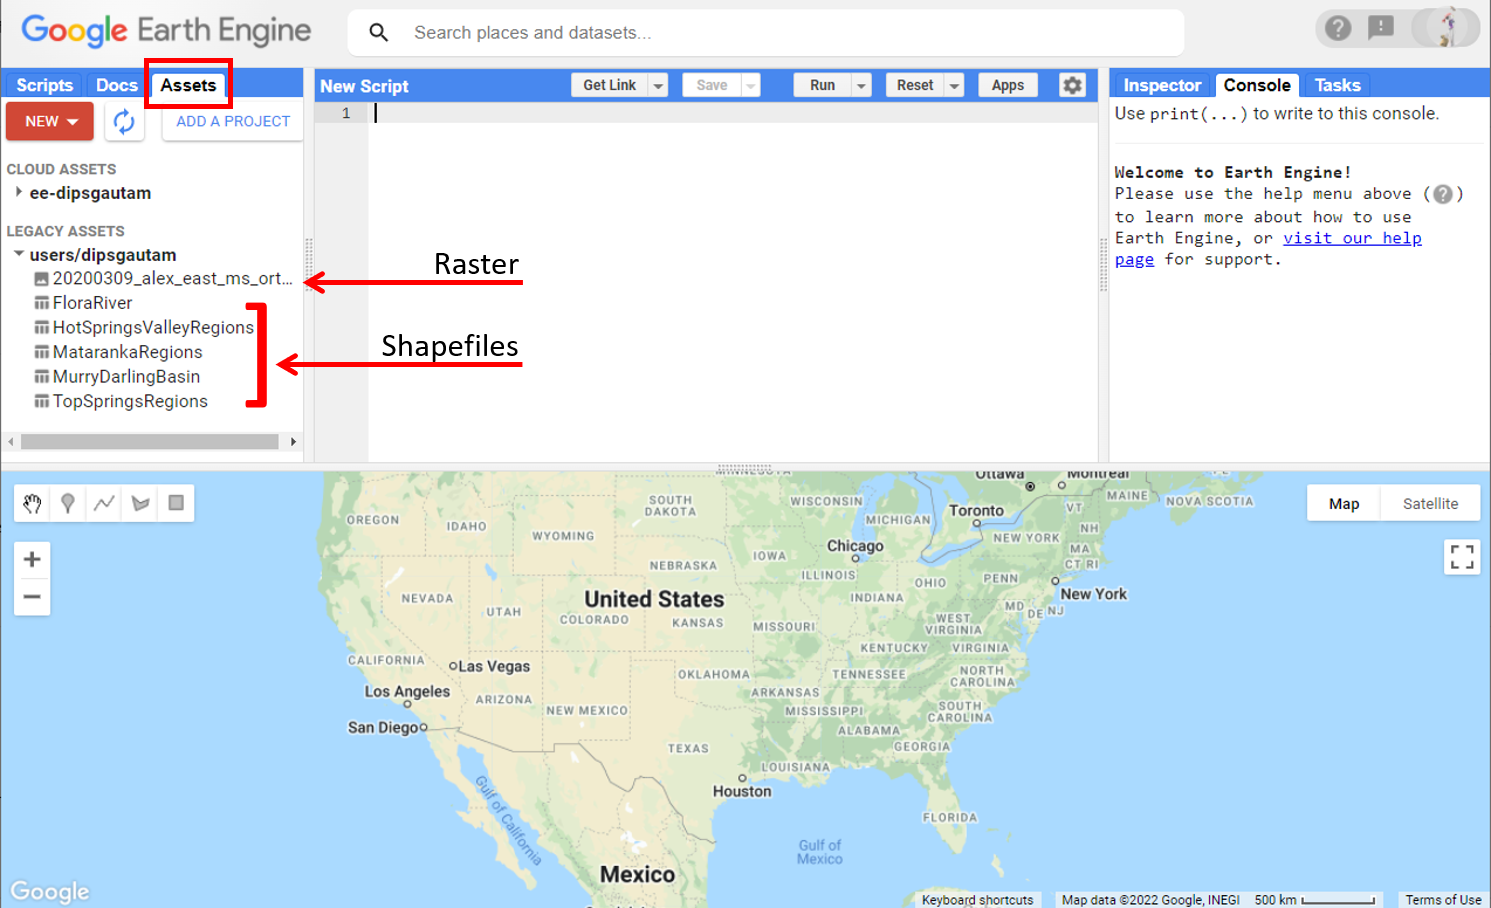 Google Earth Engine
Search places and datasets...
Scripts Docs Assets
NEW ADD A PROJECT
CLOUD ASSETS
ee-dipsgautam
LEGACY ASSETS
users/dipsgautam
20200309_alex_east_ms_ort...
FloraRiver
HotSpringsValleyRegions
MatarankaRegions
MurryDarlingBasin
TopSpringsRegions
Raster
Shapefiles
New Script Get Link Save Run Reset Apps
1
Inspector Console Tasks
Use print(...) to write to this console.
Welcome to Earth Engine!
Please use the help menu above (?)
to learn more about how to use
Earth Engine, or visit our help
page for support.
Map Satellite
MINNESOTA
Ottawa
Montreal
MAINE
NOVA SCOTIA
OREGON
IDAHO
WYOMING
SOUTH
DAKOTA
WISCONSIN
MICHIGAN
Toronto
VT
NH
NEW YORK
MA
CT RI
Chicago
IOWA
NEBRASKA
ILLINOIS
INDIANA
OHIO
PENN
New York
MD
DE
NJ
NEVADA
UTAH
United States
COLORADO
KANSAS
MISSOURI
WEST
VIRGINIA
KENTUCKY
VIRGINIA
CALIFORNIA
Las Vegas
OKLAHOMA
TENNESSEE
NORTH
CAROLINA
Los Angeles
ARIZONA
NEW MEXICO
ARKANSAS
MISSISSIPPI
SOUTH
CAROLINA
San Diego
TEXAS
ALABAMA
GEORGIA
LOUISIANA
Houston
FLORIDA
Gulf of California
Gulf of
Mexico
Mexico
Google
Keyboard shortcuts Map data ©2022 Google, INEGI 500 km Terms of Use